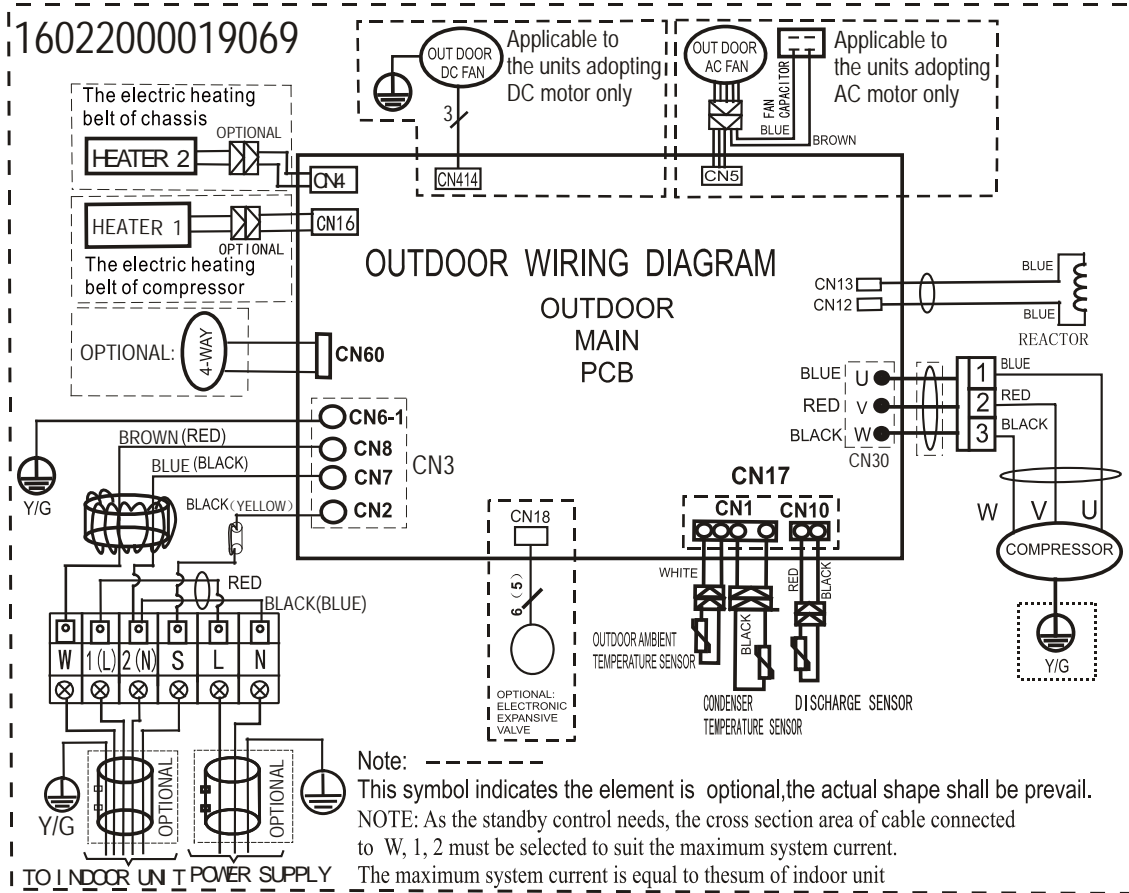 16022000019069
OUT DOOR
DC FAN
Applicable to
the units adopting
DC motor only
3
CN414
OUT DOOR
AC FAN
FAN
CAPACITOR
BLUE
BROWN
Applicable to
the units adopting
AC motor only
CN5
The electric heating
belt of chassis
OPTIONAL
HEATER 2
CN4
HEATER 1
CN16
OPTIONAL
The electric heating
belt of compressor
OPTIONAL:
4-WAY
CN60
OUTDOOR WIRING DIAGRAM
OUTDOOR
MAIN
PCB
CN13
CN12
BLUE
BLUE
REACTOR
BLUE U
RED V
BLACK W
CN30
1 BLUE
2 RED
3 BLACK
W V U
COMPRESSOR
Y/G
CN6-1
CN8
CN7
CN2
CN3
BROWN(RED)
BLUE(BLACK)
BLACK(YELLOW)
Y/G
RED
BLACK(BLUE)
W 1(L) 2(N) S L N
CN18
6 (5)
OPTIONAL:
ELECTRONIC
EXPANSIVE
VALVE
CN17
CN1 CN10
WHITE
BLACK
RED
BLACK
OUTDOOR AMBIENT
TEMPERATURE SENSOR
CONDENSER
TEMPERATURE SENSOR
DISCHARGE SENSOR
Y/G
OPTIONAL
OPTIONAL
TO INDOOR UNIT
POWER SUPPLY
Note:
This symbol indicates the element is optional,the actual shape shall be prevail.
NOTE: As the standby control needs, the cross section area of cable connected
to W, 1, 2 must be selected to suit the maximum system current.
The maximum system current is equal to thesum of indoor unit